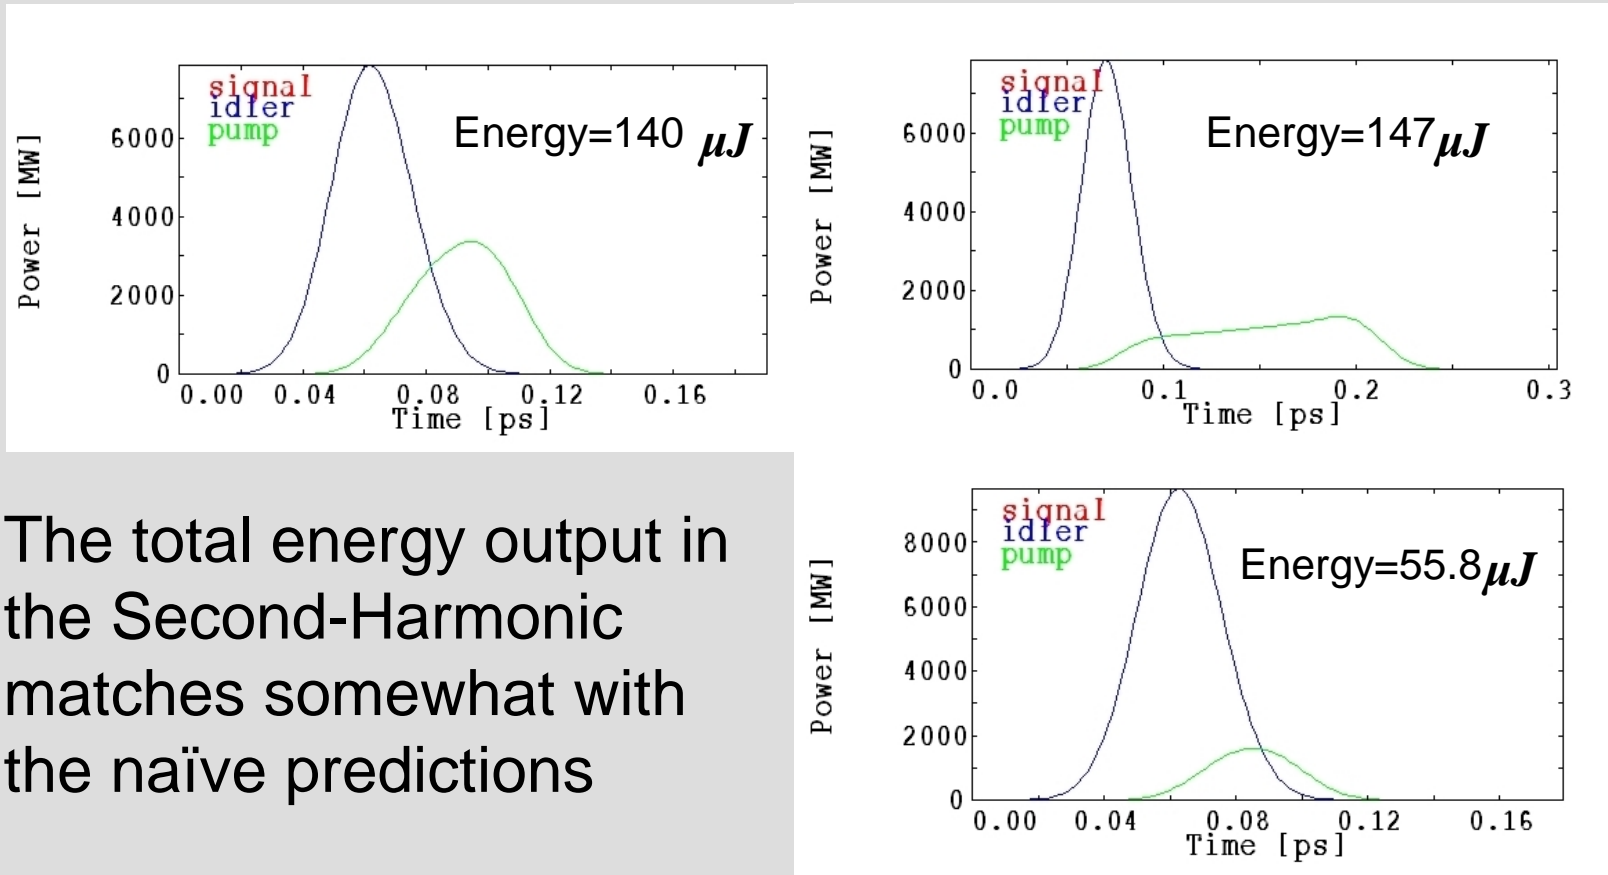 signal
idler
pump
Energy=140 μJ
Power [MW]
6000
4000
2000
0
0.00 0.04 0.08 0.12 0.16
Time [ps]
signal
idler
pump
Energy=147μJ
Power [MW]
6000
4000
2000
0
0.0 0.1 0.2 0.3
Time [ps]
The total energy output in
the Second-Harmonic
matches somewhat with
the naïve predictions
signal
idler
pump
Energy=55.8μJ
Power [MW]
8000
6000
4000
2000
0
0.00 0.04 0.08 0.12 0.16
Time [ps]